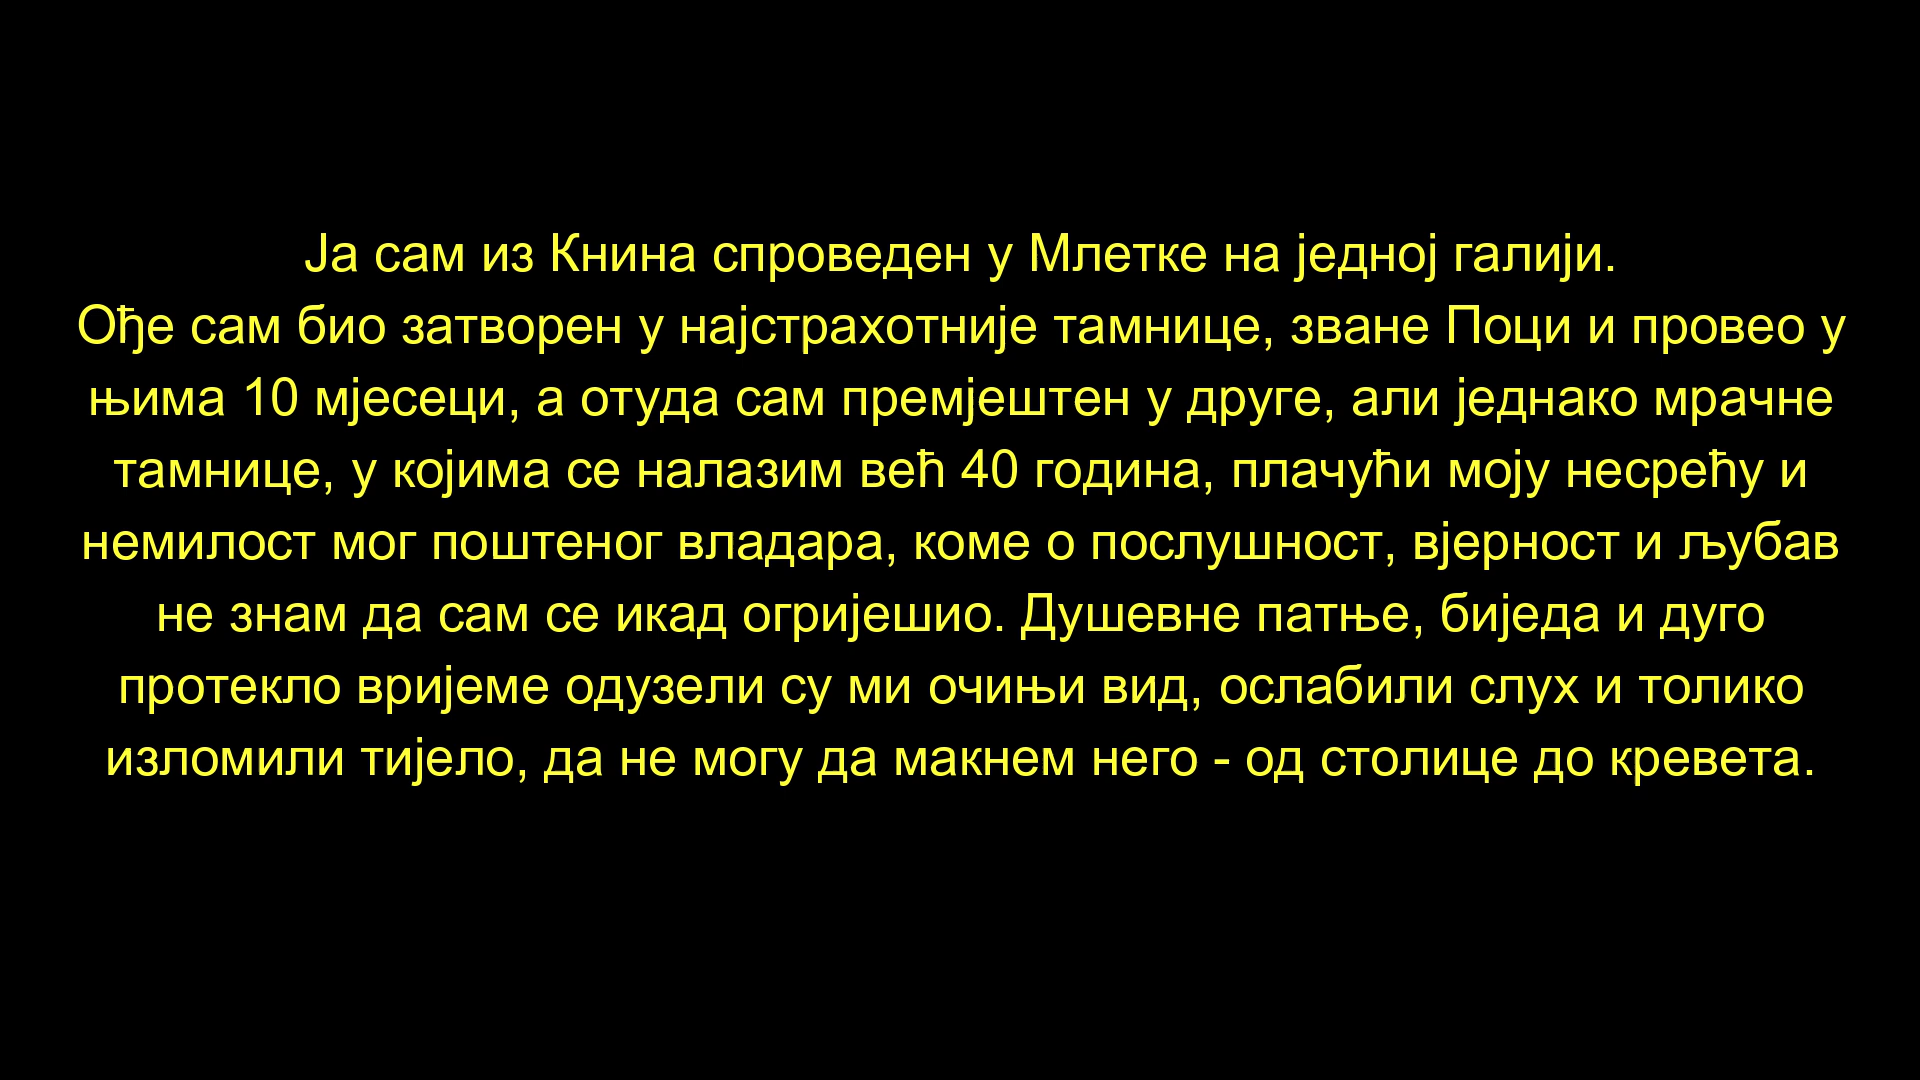 Ја сам из Книна спроведен у Млетке на једној галији.
Ође сам био затворен у најстрахотније тамнице, зване Поци и провео у
њима 10 мјесеци, а отуда сам премјештен у друге, али једнако мрачне
тамнице, у којима се налазим већ 40 година, плачући моју несрећу и
немилост мог поштеног владара, коме о послушност, вјерност и љубав
не знам да сам се икад огријешио. Душевне патње, биједа и дуго
протекло вријеме одузели су ми очињи вид, ослабили слух и толико
изломили тијело, да не могу да макнем него - од столице до кревета.